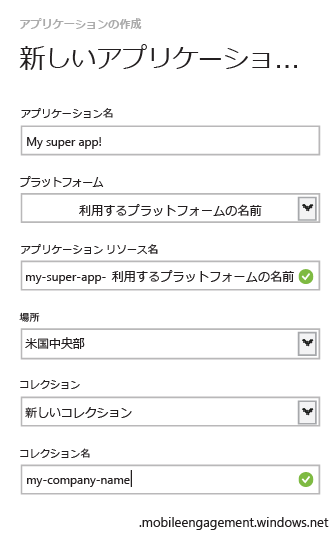 アプリケーションの作成
新しいアプリケーショ...
アプリケーション名
My super app!
プラットフォーム
利用するプラットフォームの名前
アプリケーション リソース名
my-super-app- 利用するプラットフォームの名前
場所
米国中央部
コレクション
新しいコレクション
コレクション名
my-company-name
.mobileengagement.windows.net